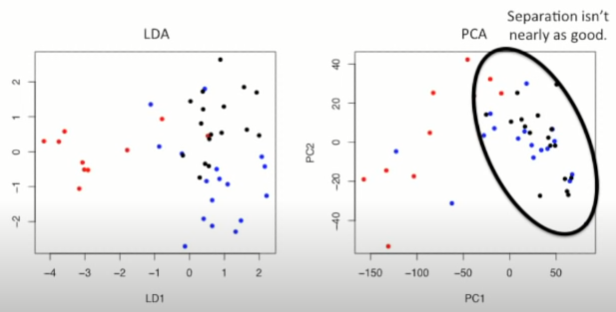 LDA
2
1
0
−1
−2
−4 −3 −2 −1 0 1 2
LD1
Separation isn't
nearly as good.
PCA
40
20
0
−20
−40
PC2
−150 −100 −50 0 50
PC1